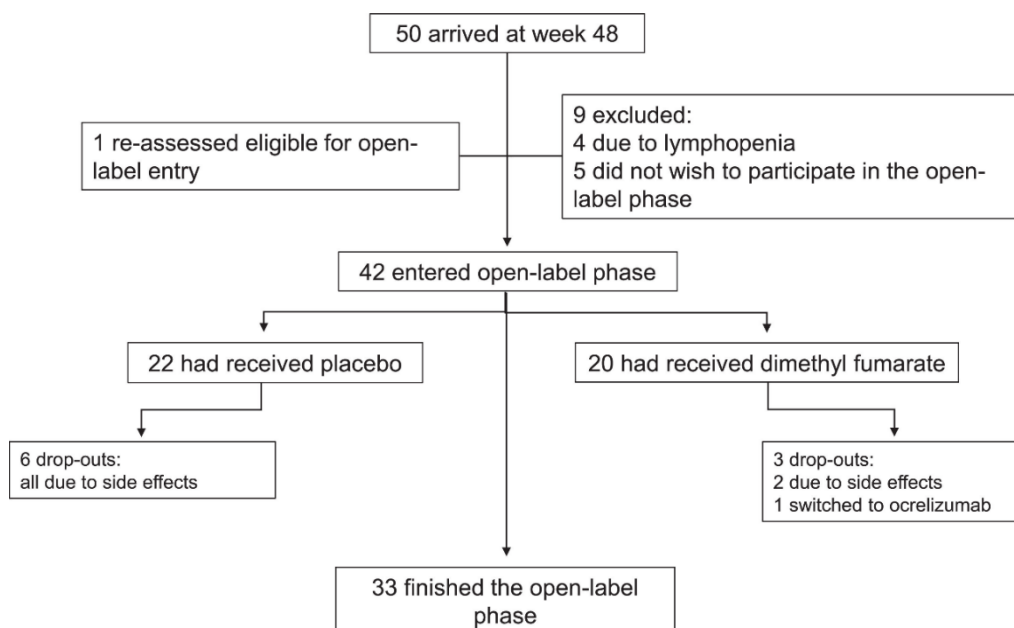 50 arrived at week 48
1 re-assessed eligible for open-
label entry
9 excluded:
4 due to lymphopenia
5 did not wish to participate in the open-
label phase
42 entered open-label phase
22 had received placebo
20 had received dimethyl fumarate
6 drop-outs:
all due to side effects
3 drop-outs:
2 due to side effects
1 switched to ocrelizumab
33 finished the open-label
phase